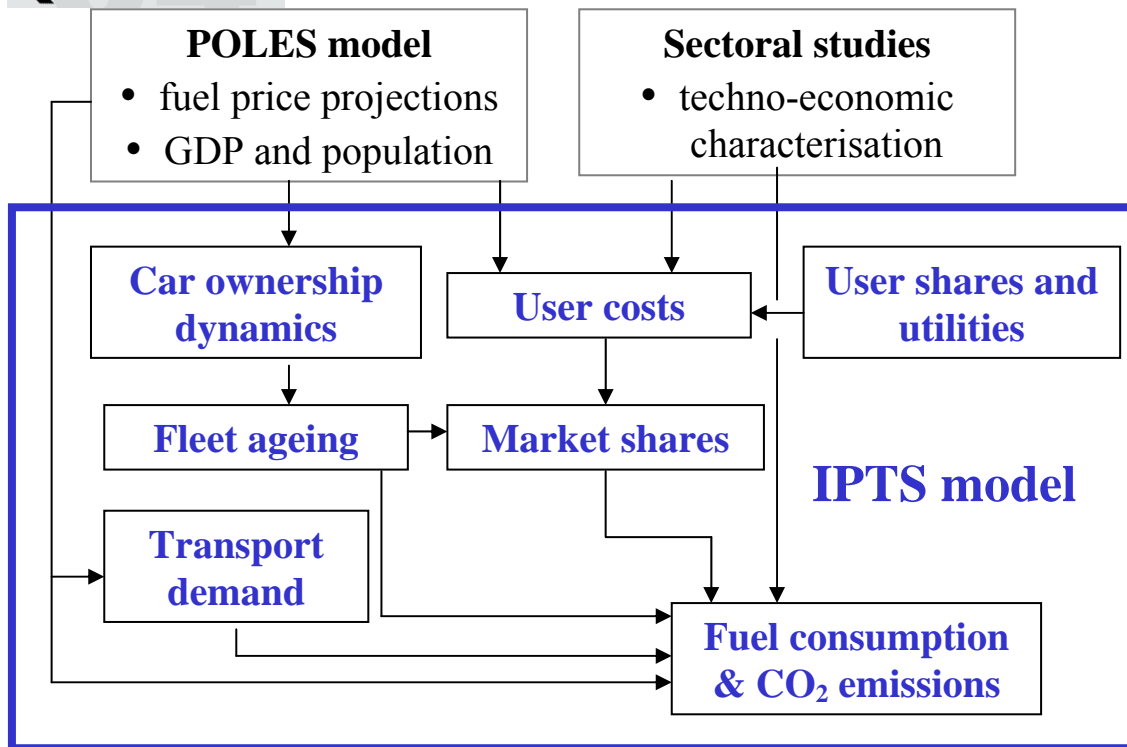 POLES model
• fuel price projections
• GDP and population
Sectoral studies
• techno-economic
characterisation
Car ownership
dynamics
User costs
User shares and
utilities
Fleet ageing
Market shares
IPTS model
Transport
demand
Fuel consumption
& CO₂ emissions